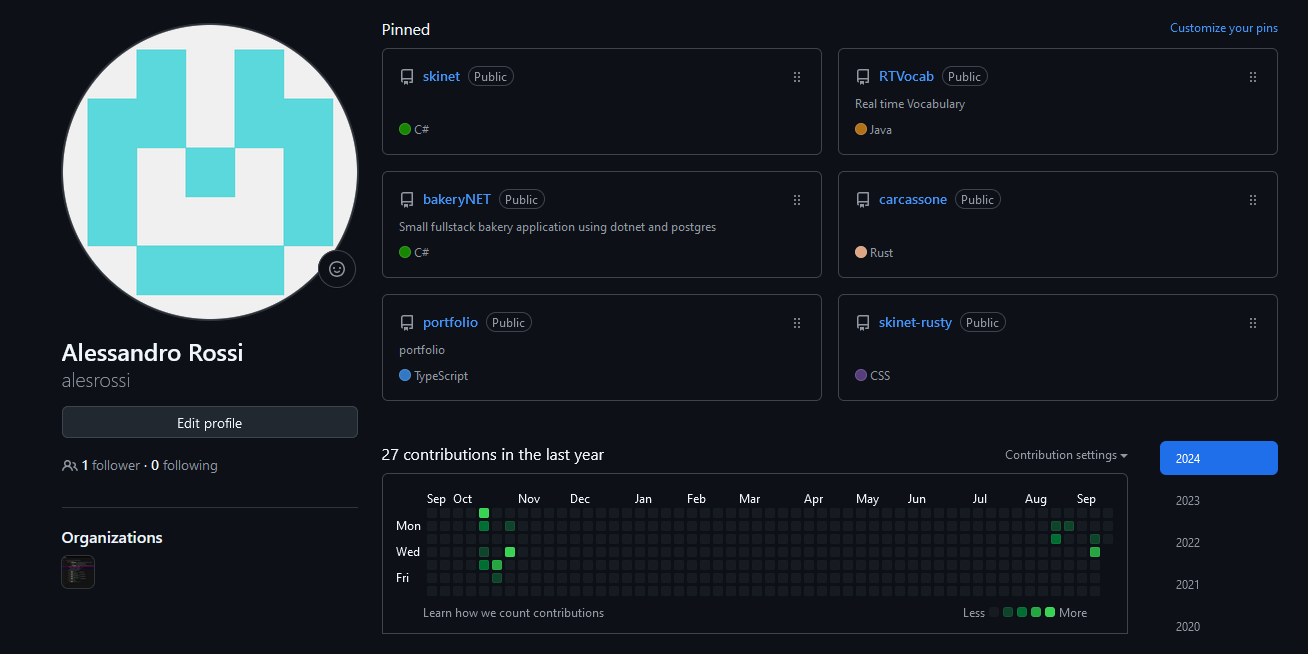 Alessandro Rossi
alesrossi
Edit profile
1 follower · 0 following
Organizations
Pinned
Customize your pins
skinet Public
C#
RTVocab Public
Real time Vocabulary
Java
bakeryNET Public
Small fullstack bakery application using dotnet and postgres
C#
carcassone Public
Rust
portfolio Public
portfolio
TypeScript
skinet-rusty Public
CSS
27 contributions in the last year
Contribution settings
Sep Oct Nov Dec Jan Feb Mar Apr May Jun Jul Aug Sep
Mon
Wed
Fri
Learn how we count contributions
Less More
2024
2023
2022
2021
2020